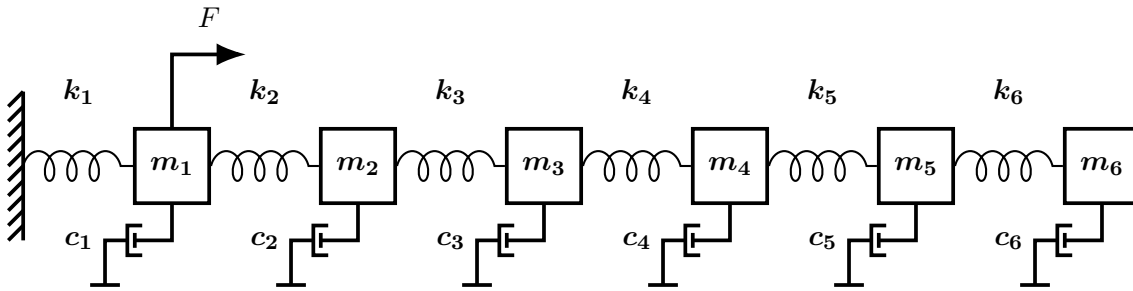 F
k₁ k₂ k₃ k₄ k₅ k₆
m₁ m₂ m₃ m₄ m₅ m₆
c₁ c₂ c₃ c₄ c₅ c₆